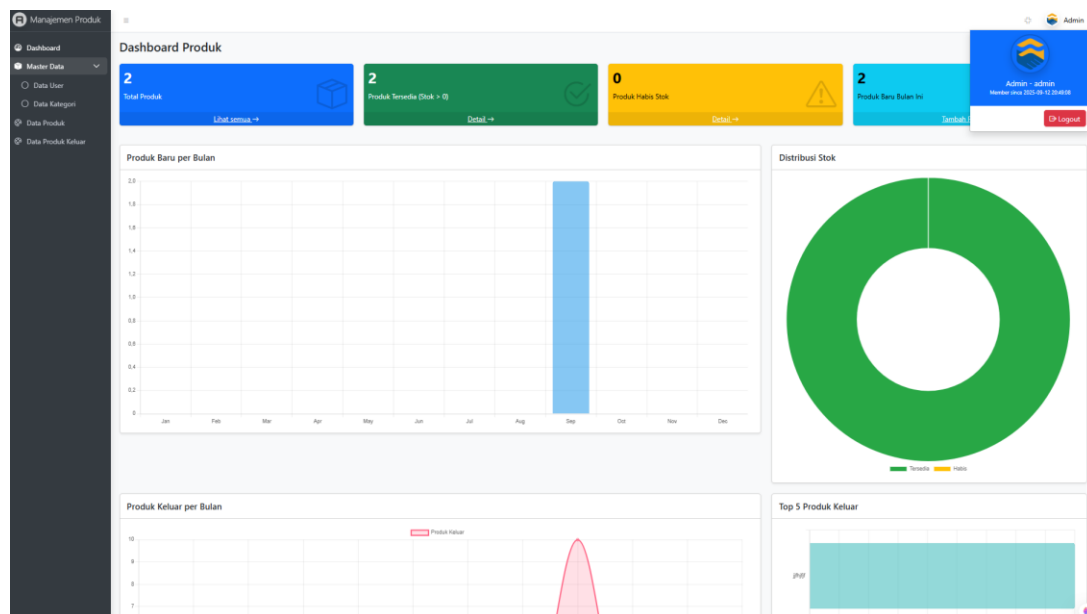 Manajemen Produk
Admin
Dashboard
Master Data
Data User
Data Kategori
Data Produk
Data Produk Keluar
Dashboard Produk
2
Total Produk
Lihat semua →
2
Produk Tersedia (Stok > 0)
Detail →
0
Produk Habis Stok
Detail →
2
Produk Baru Bulan Ini
Tambah
Admin - admin
Member since 2025-09-12 20:49:08
Logout
Produk Baru per Bulan
2,0
1,8
1,6
1,4
1,2
1,0
0,8
0,6
0,4
0,2
0
Jan Feb Mar Apr May Jun Jul Aug Sep Oct Nov Dec
Distribusi Stok
Tersedia Habis
Produk Keluar per Bulan
Produk Keluar
10
9
8
7
Top 5 Produk Keluar